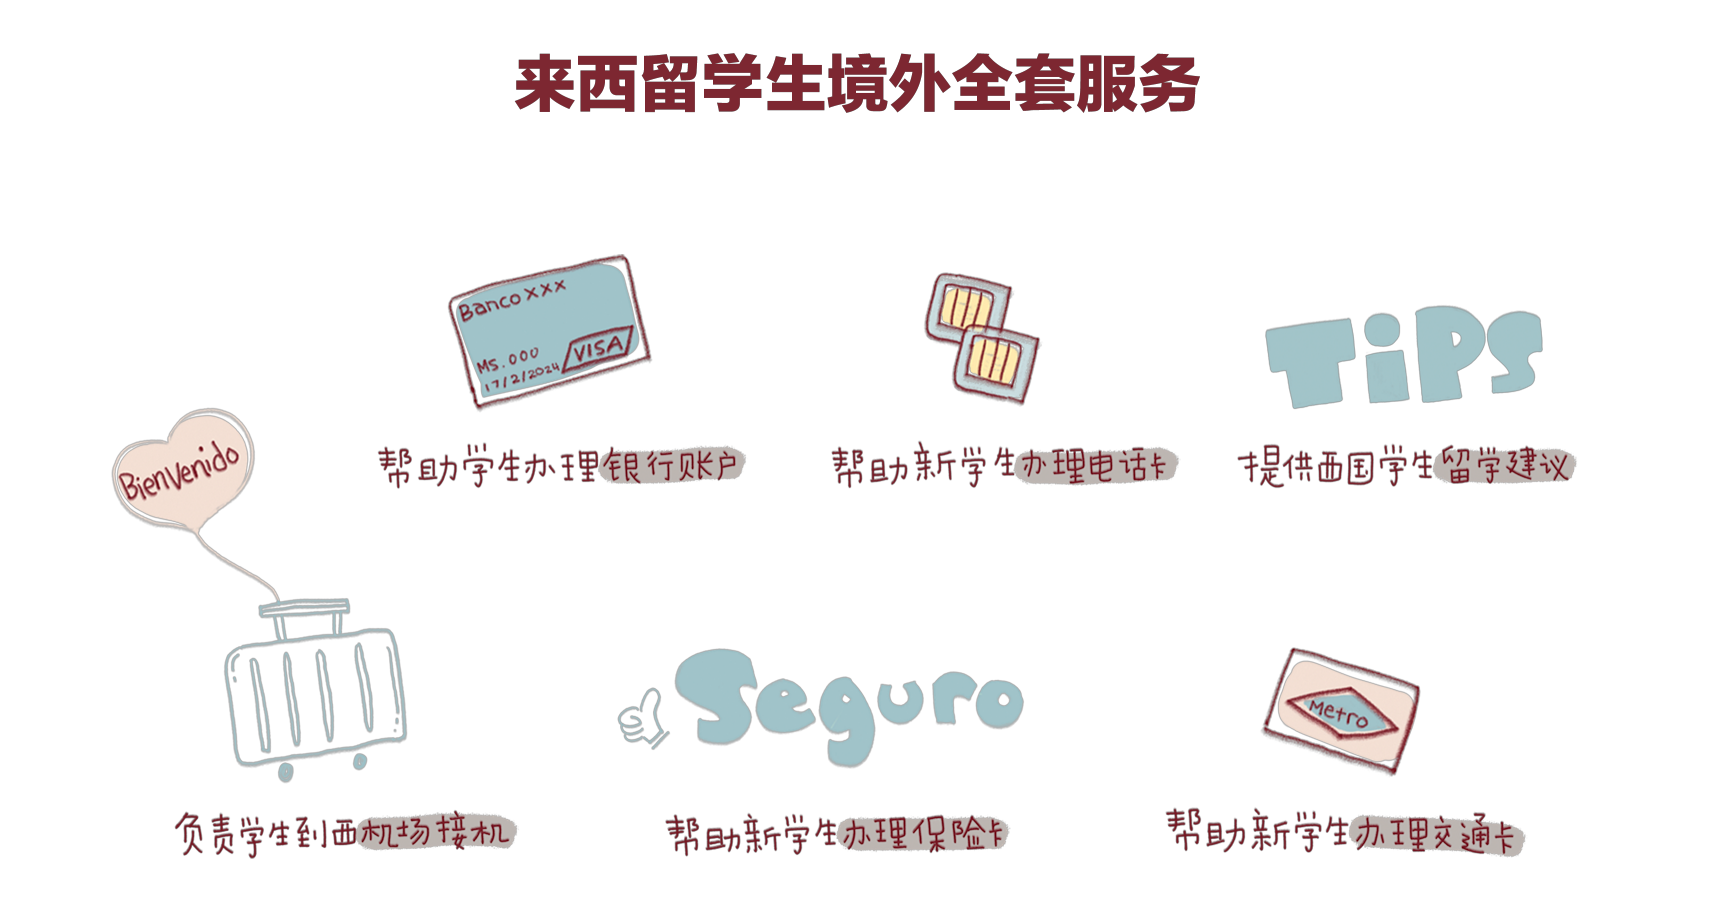 来西留学生境外全套服务
Banco xxx
Ms. 000
VISA
17/2/2024
帮助学生办理银行账户
帮助新学生办理电话卡
TiPS
提供西国学生留学建议
Bienvenido
负责学生到西机场接机
Seguro
帮助新学生办理保险卡
Metro
帮助新学生办理交通卡